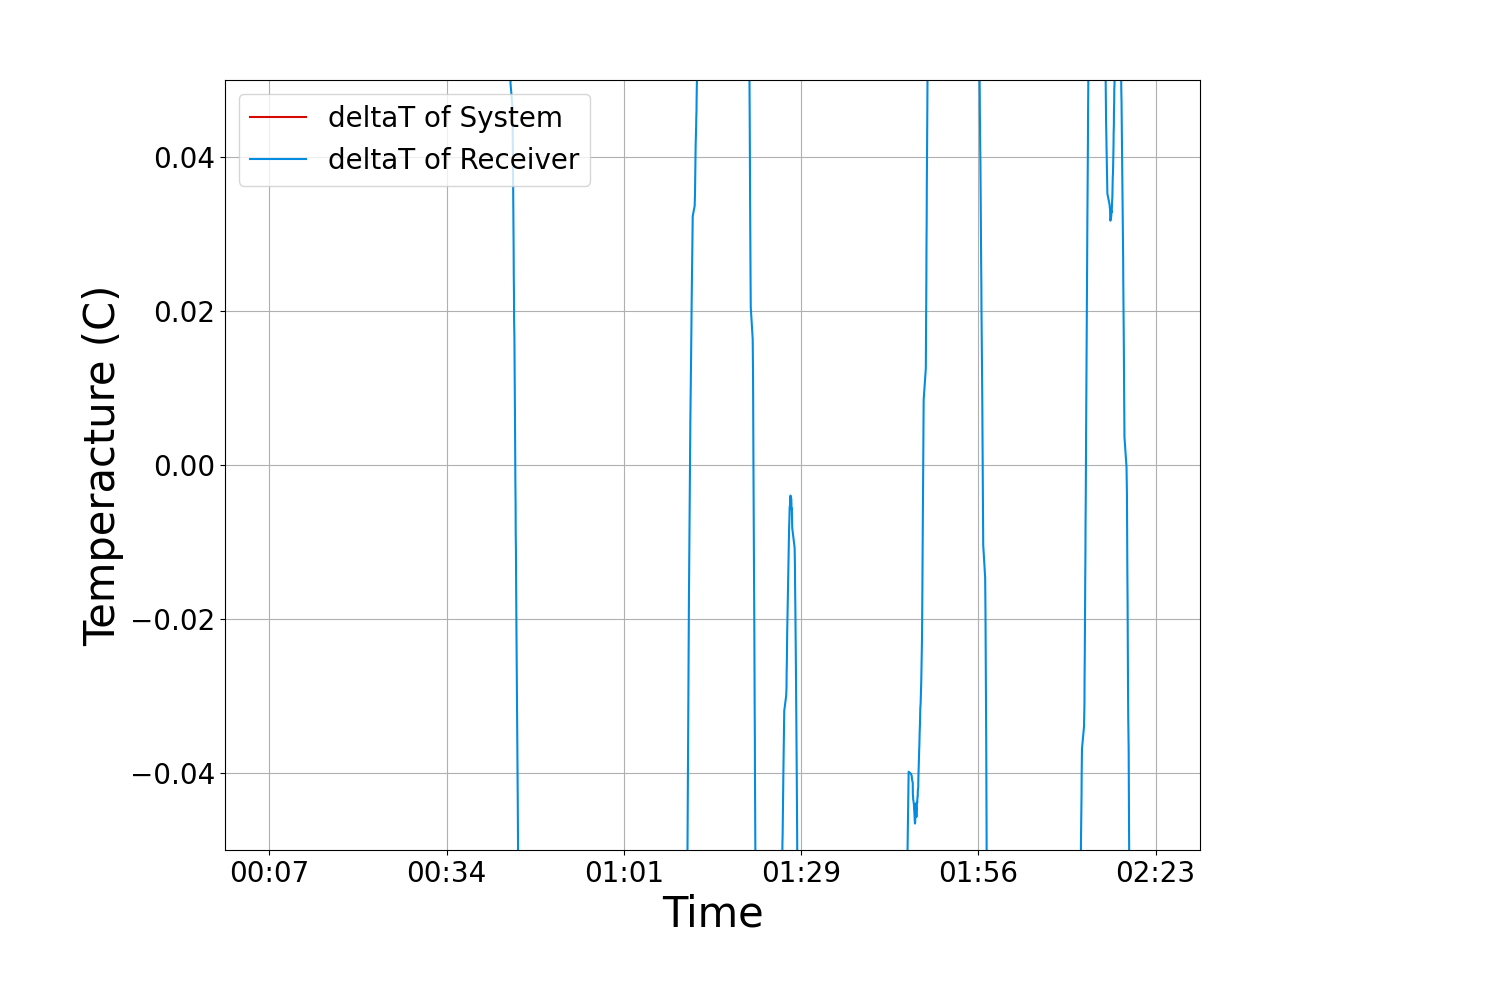 deltaT of System
deltaT of Receiver
0.04
0.02
0.00
−0.02
−0.04
Temperacture (C)
00:07 00:34 01:01 01:29 01:56 02:23
Time